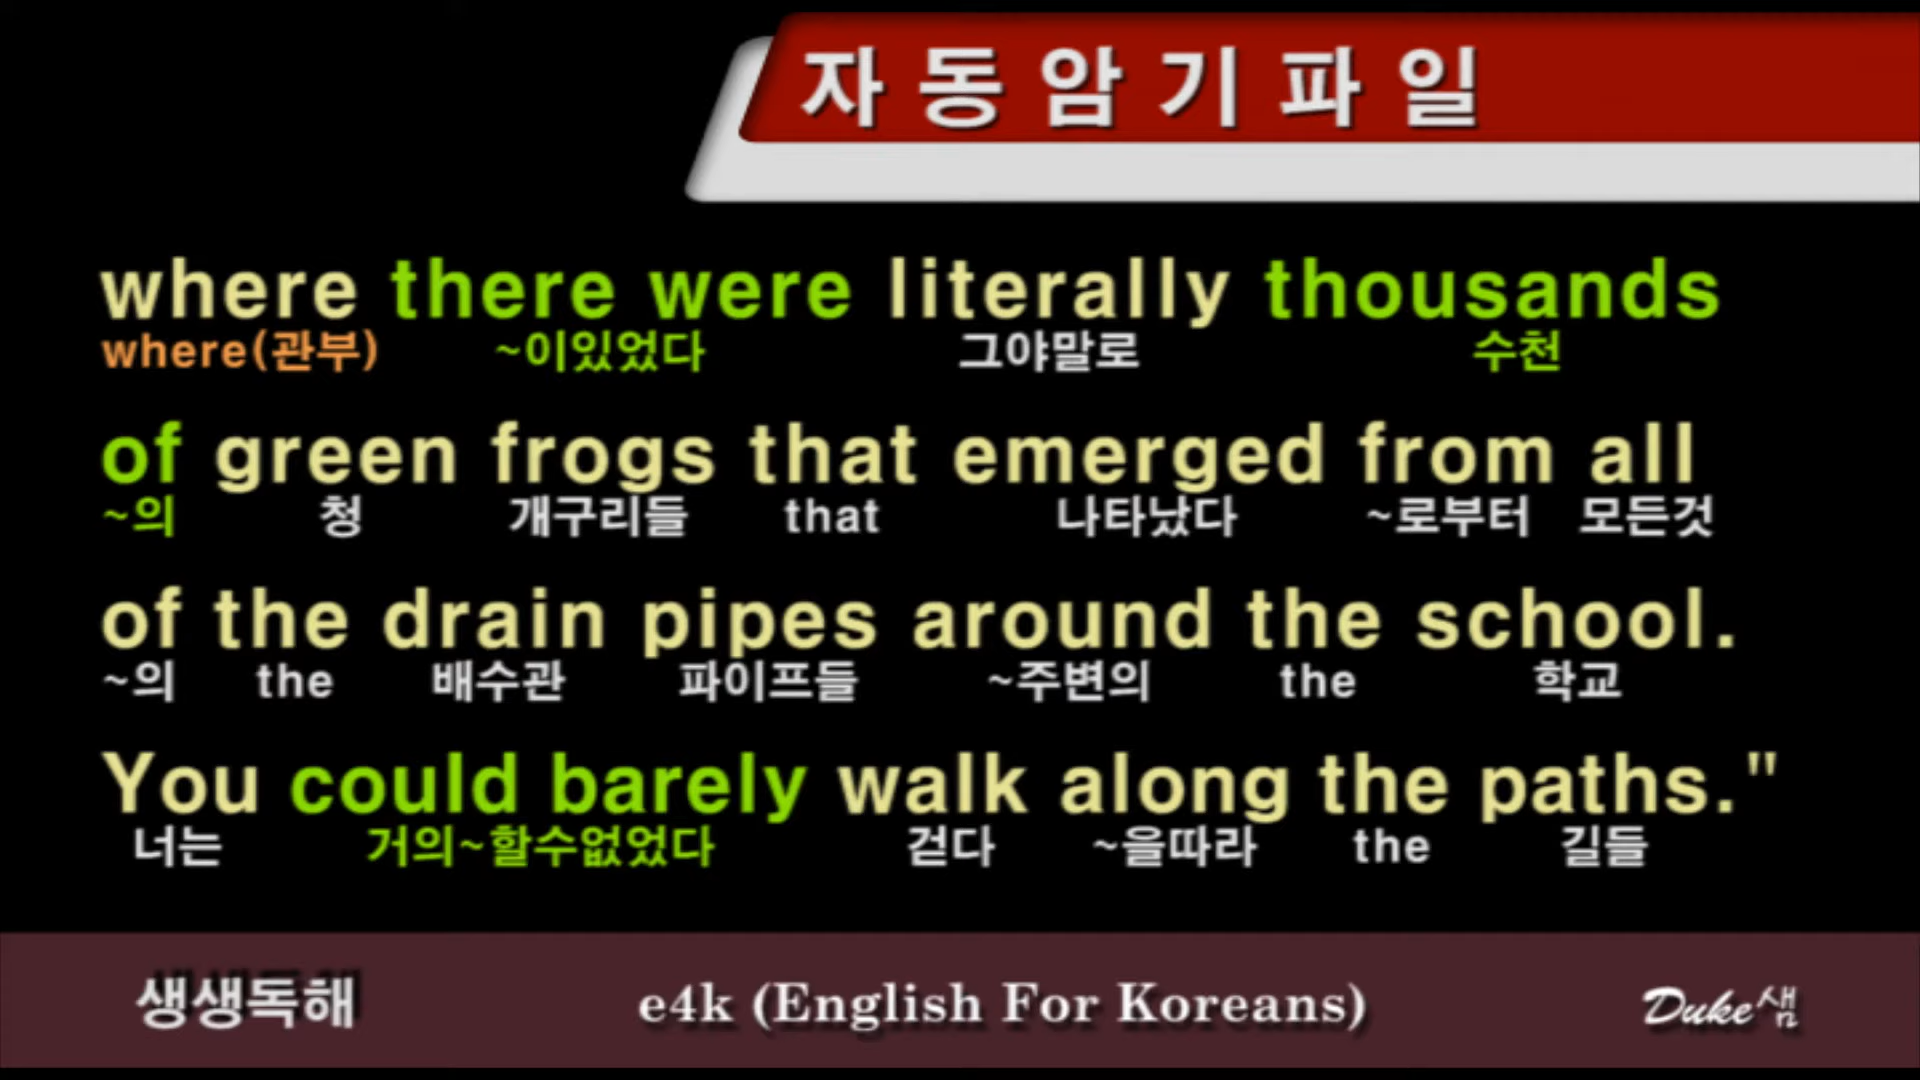 자동암기파일
where there were literally thousands
where(관부) ~이있었다 그야말로 수천
of green frogs that emerged from all
~의 청 개구리들 that 나타났다 ~로부터 모든것
of the drain pipes around the school.
~의 the 배수관 파이프들 ~주변의 the 학교
You could barely walk along the paths."
너는 거의~할수없었다 걷다 ~을따라 the 길들
생생독해 e4k (English For Koreans) Duke샘